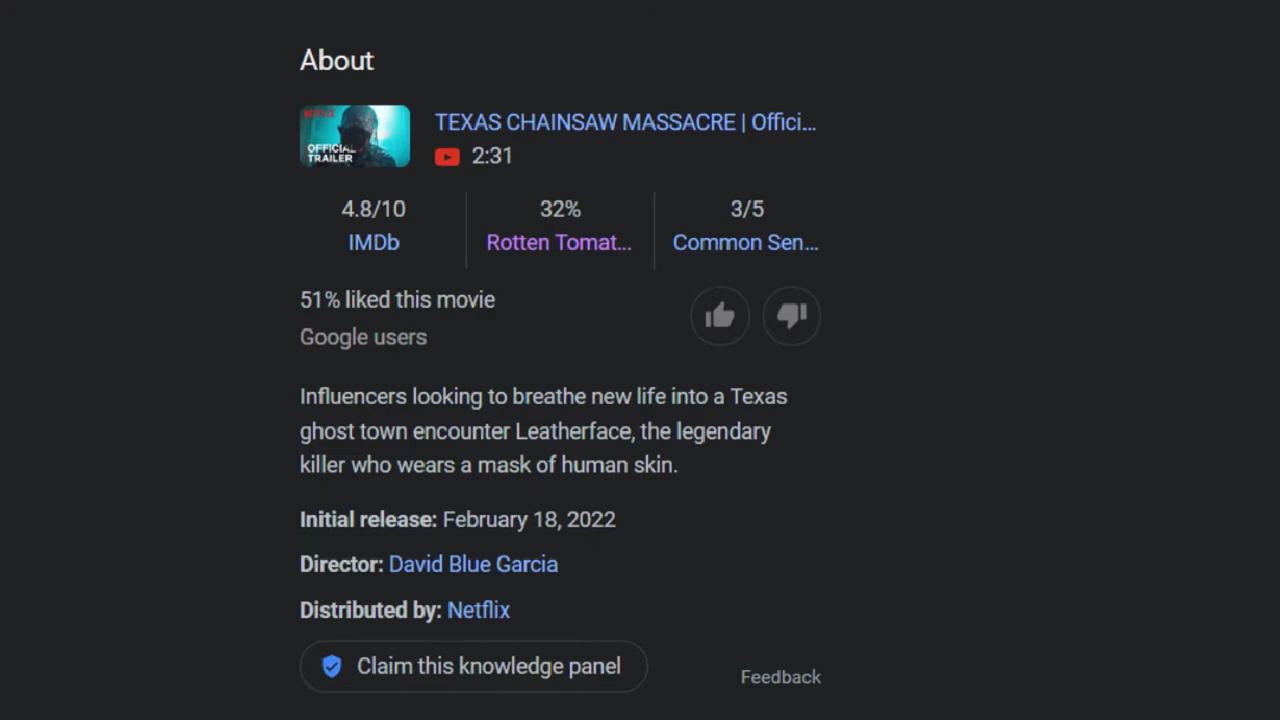 About
NETFLIX
OFFICIAL
TRAILER
TEXAS CHAINSAW MASSACRE | Offici...
2:31
4.8/10
IMDb
32%
Rotten Tomat...
3/5
Common Sen...
51% liked this movie
Google users
Influencers looking to breathe new life into a Texas
ghost town encounter Leatherface, the legendary
killer who wears a mask of human skin.
Initial release: February 18, 2022
Director: David Blue Garcia
Distributed by: Netflix
Claim this knowledge panel
Feedback